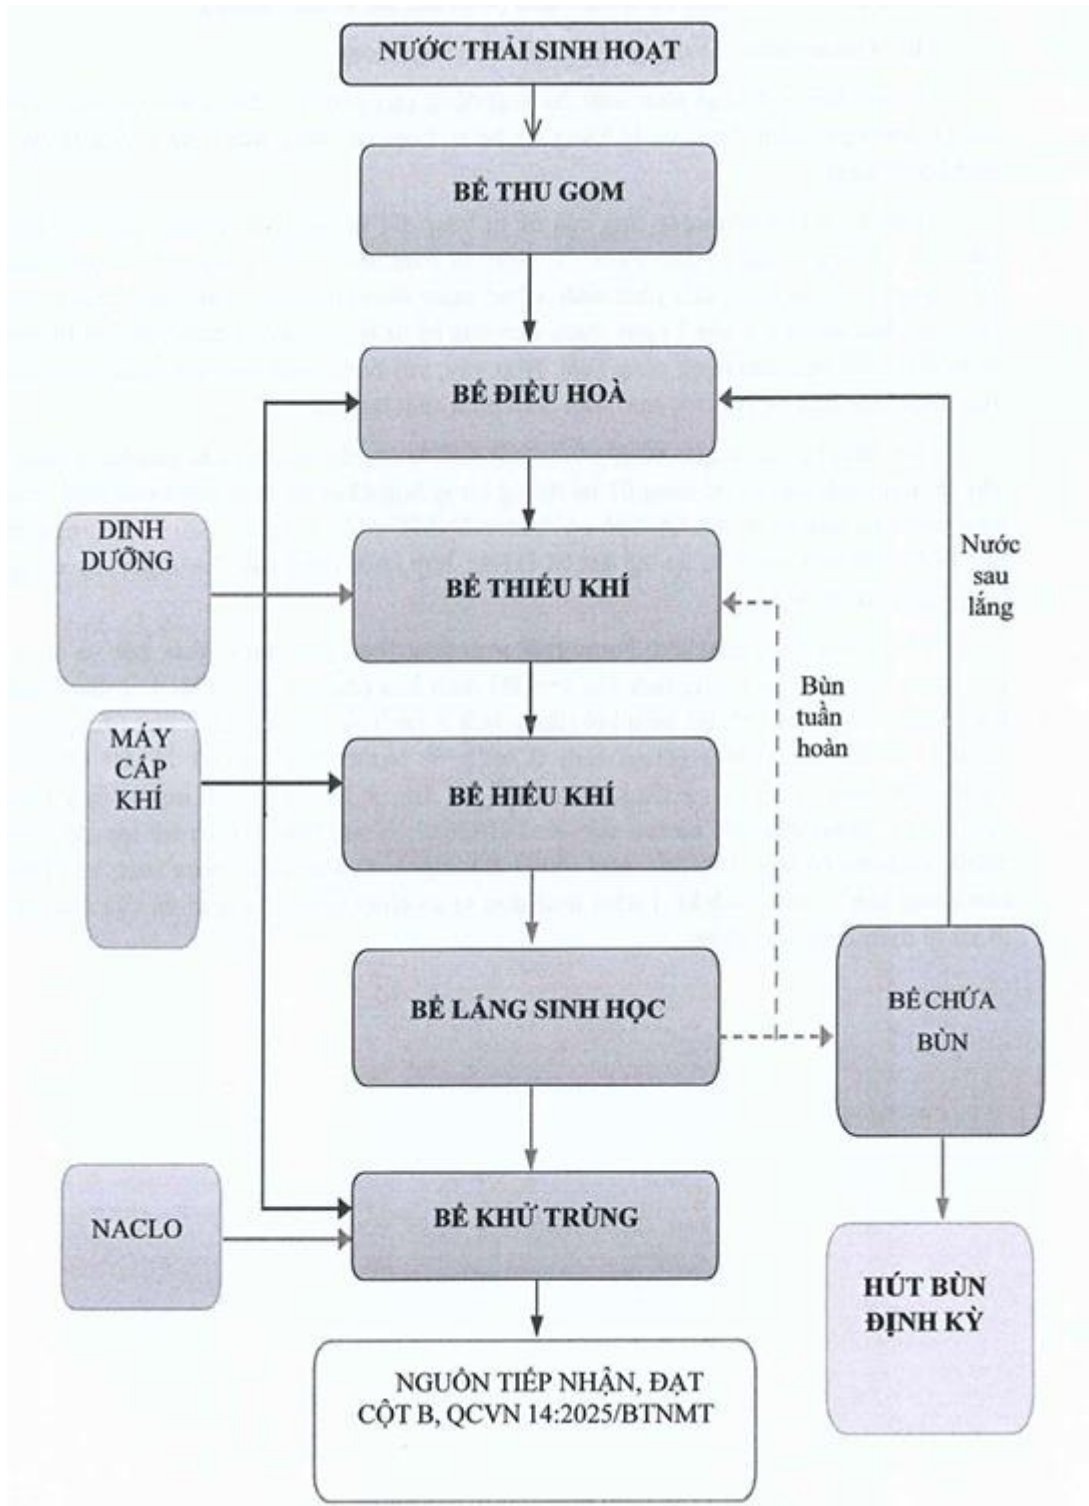 NƯỚC THẢI SINH HOẠT
BỂ THU GOM
BỂ ĐIỀU HOÀ
DINH
DƯỠNG
BỂ THIẾU KHÍ
Nước
sau
lắng
Bùn
tuần
hoàn
MÁY
CẤP
KHÍ
BỂ HIẾU KHÍ
BỂ LẮNG SINH HỌC
BỂ CHỨA
BÙN
NACLO
BỂ KHỬ TRÙNG
HÚT BÙN
ĐỊNH KỲ
NGUỒN TIẾP NHẬN, ĐẠT
CỘT B, QCVN 14:2025/BTNMT